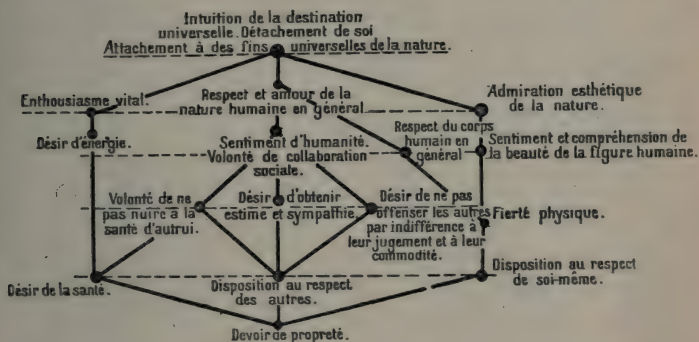 Intuition de la destination
universelle. Détachement de soi
Attachement à des fins universelles de la nature.
Enthousiasme vital.
Respect et amour de la
nature humaine en général
Admiration esthétique
de la nature.
Désir d'énergie.
Sentiment d'humanité.
Volonté de collaboration
sociale.
Respect du corps
humain en
général
Sentiment et compréhension de
la beauté de la figure humaine.
Volonté de ne
pas nuire à la
santé d'autrui.
Désir d'obtenir
estime et sympathie.
Désir de ne pas
offenser les autres
par indifférence à
leur jugement et à leur
commodité.
Fierté physique.
Désir de la santé.
Disposition au respect
des autres.
Disposition au respect
de soi-même.
Devoir de propreté.